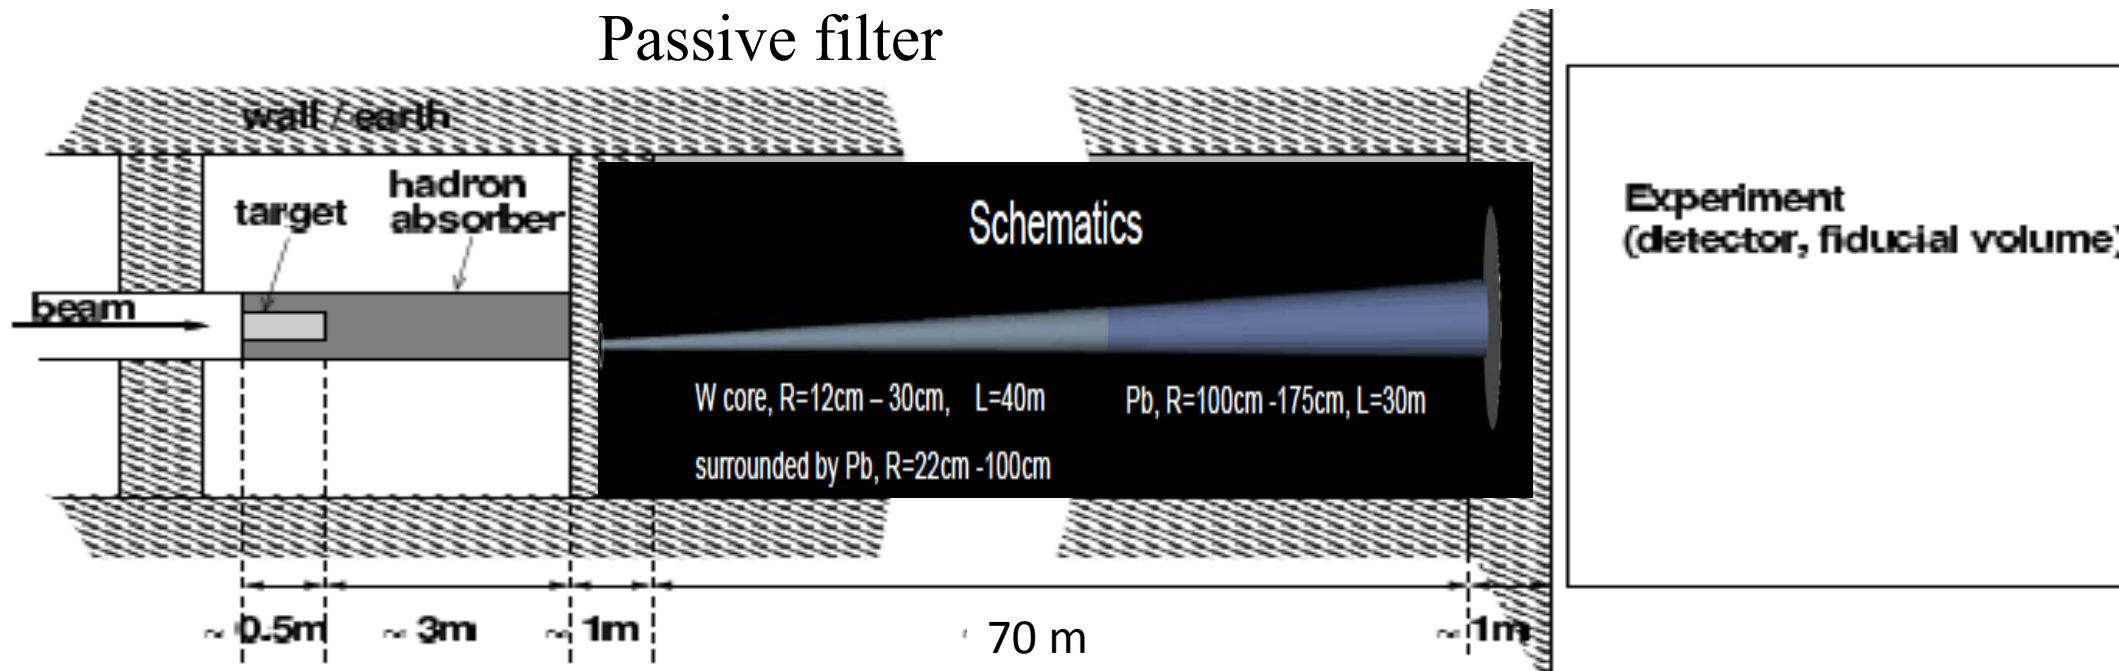 Passive filter
wall / earth
hadron
absorber
target
beam
Schematics
W core, R=12cm – 30cm, L=40m
Pb, R=100cm -175cm, L=30m
surrounded by Pb, R=22cm -100cm
Experiment
(detector, fiducial volume)
~ 0.5m
~ 3m
~ 1m
70 m
~ 1m